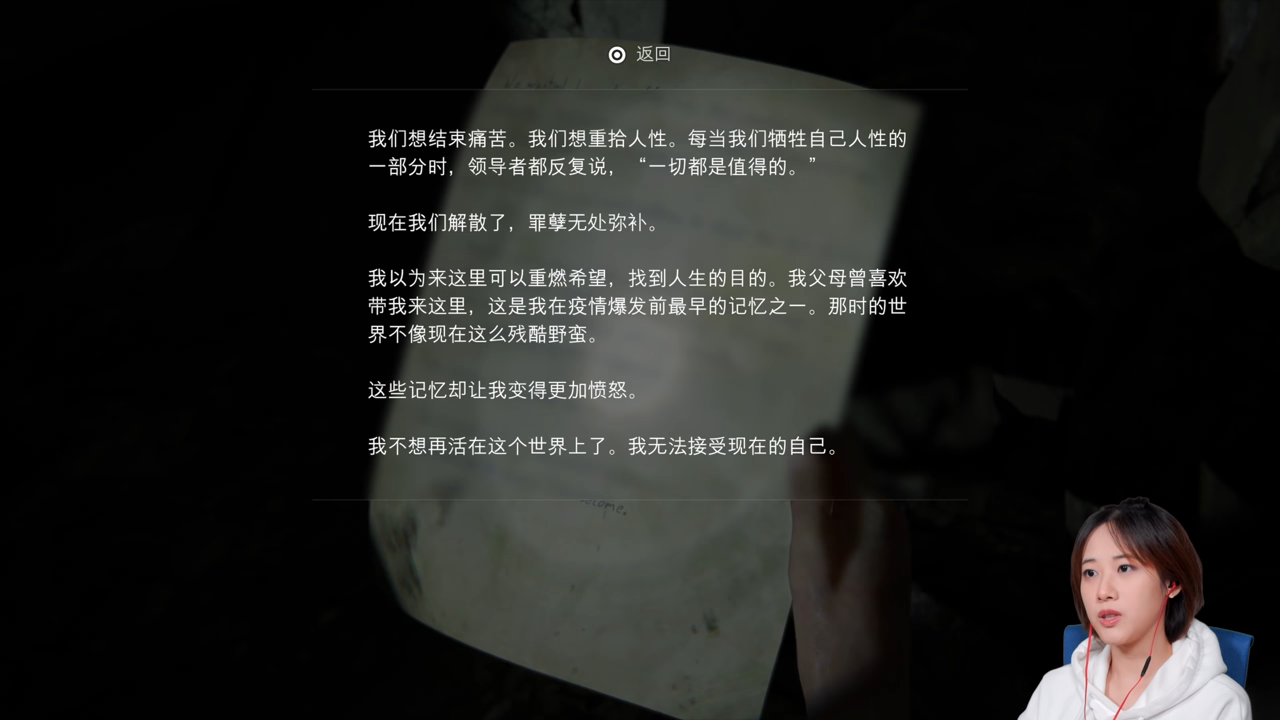 返回
我们想结束痛苦。我们想重拾人性。每当我们牺牲自己人性的
一部分时，领导者都反复说，“一切都是值得的。”
现在我们解散了，罪孽无处弥补。
我以为来这里可以重燃希望，找到人生的目的。我父母曾喜欢
带我来这里，这是我在疫情爆发前最早的记忆之一。那时的世
界不像现在这么残酷野蛮。
这些记忆却让我变得更加愤怒。
我不想再活在这个世界上了。我无法接受现在的自己。